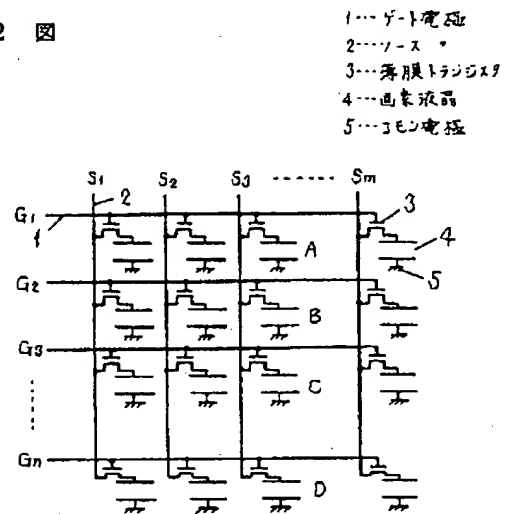 2 図
1…ゲート電極
2…ソース 〃
3…薄膜トランジスタ
4…画素液晶
5…コモン電極
S1 S2 S3 ------ Sm
2
G1
1
3
4
A
5
G2
B
G3
C
Gn
D